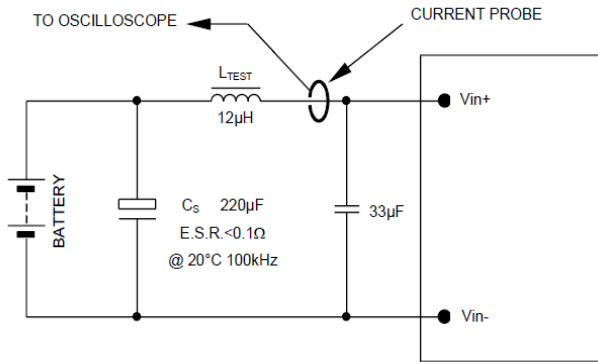 TO OSCILLOSCOPE
CURRENT PROBE
LTEST
12µH
Vin+
BATTERY
CS 220µF
E.S.R.<0.1Ω
@ 20°C 100kHz
33µF
Vin-